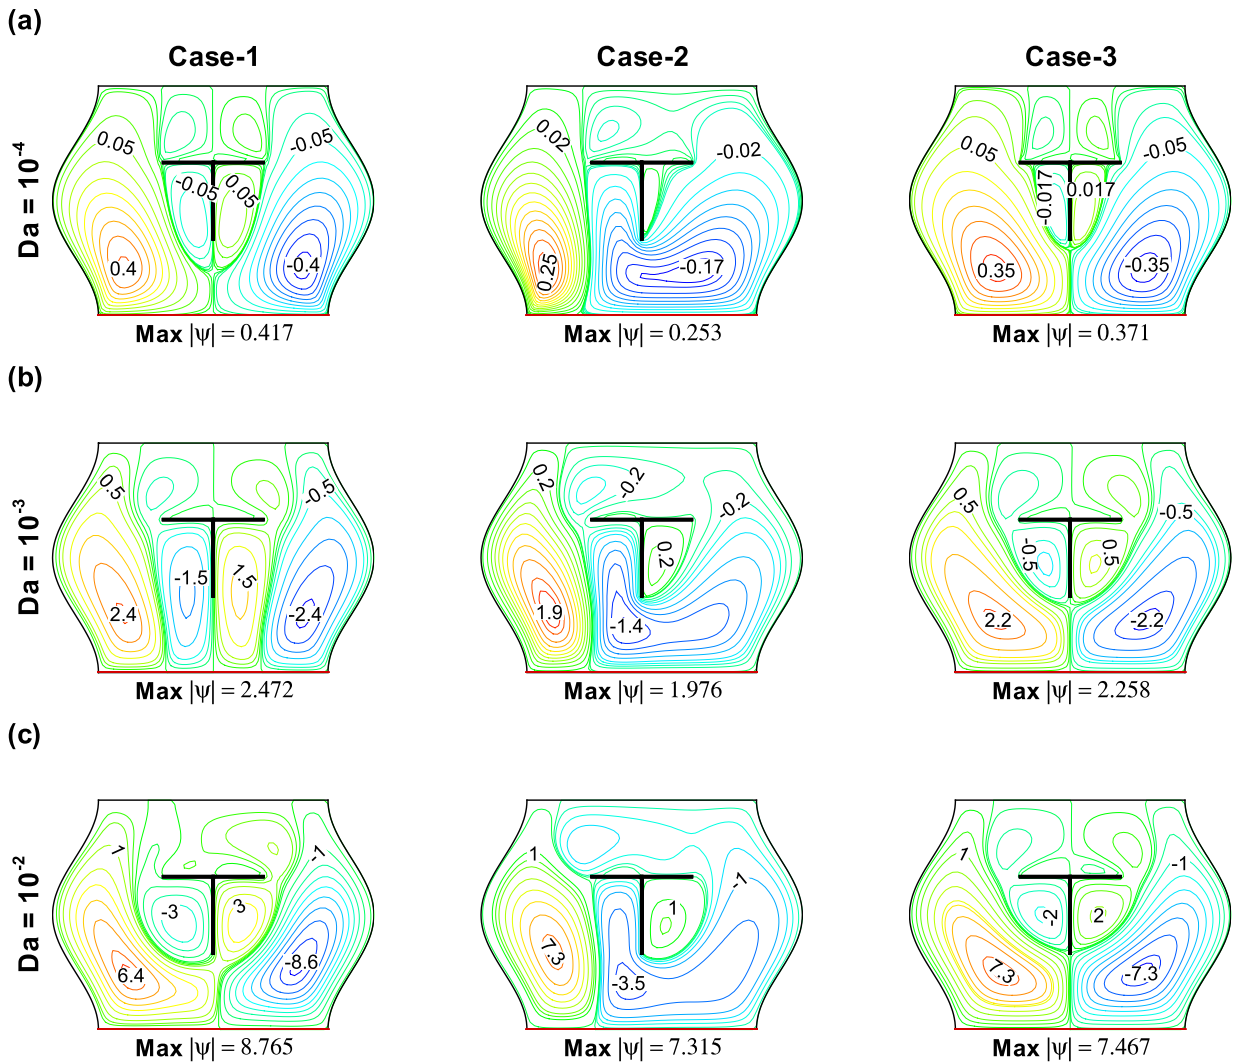 (a)
Case-1 Case-2 Case-3
Da = 10-4
0.05 -0.05 -0.05 0.05 0.4 -0.4
0.02 -0.02 0.25 -0.17
0.05 -0.05 -0.017 0.017 0.35 -0.35
Max |ψ| = 0.417 Max |ψ| = 0.253 Max |ψ| = 0.371
(b)
Da = 10-3
0.5 -0.5 -1.5 1.5 2.4 -2.4
0.2 -0.2 -0.2 0.2 1.9 -1.4
0.5 -0.5 -0.5 0.5 2.2 -2.2
Max |ψ| = 2.472 Max |ψ| = 1.976 Max |ψ| = 2.258
(c)
Da = 10-2
1 -1 -3 3 6.4 -8.6
1 -1 1 7.3 -3.5
1 -1 -2 2 7.3 -7.3
Max |ψ| = 8.765 Max |ψ| = 7.315 Max |ψ| = 7.467